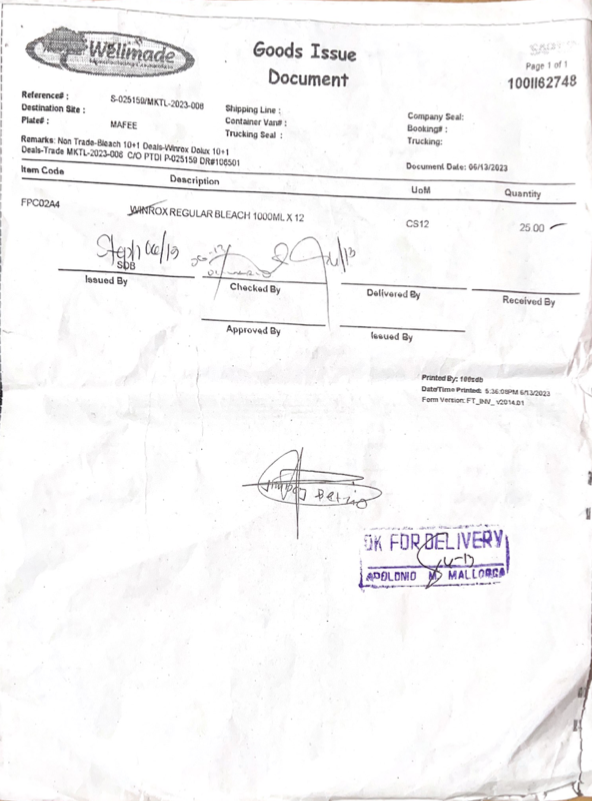 Welimade
Goods Issue
Document
Page 1 of 1
100II62748
Reference# : S-025159/MKTL-2023-006
Destination Site :
Plate# : MAFEE
Shipping Line :
Container Van# :
Trucking Seal :
Company Seal:
Booking# :
Trucking:
Remarks: Non Trade-Bleach 10+1 Deals-Winrox Dolux 10+1
Deals-Trade MKTL-2023-006 C/O PTDI P-025159 DR#106501
Document Date: 06/13/2023
Item Code Description UoM Quantity
FPC02A4 WINROX REGULAR BLEACH 1000ML X 12 CS12 25.00
Steph 06/13
SDB
Issued By Checked By Delivered By Received By
Approved By Issued By
Printed By: 100sdb
Date/Time Printed: 5:36:09PM 6/13/2023
Form Version: FT_INV_v2014.01
OK FOR DELIVERY
APOLONIO M. MALLORCA